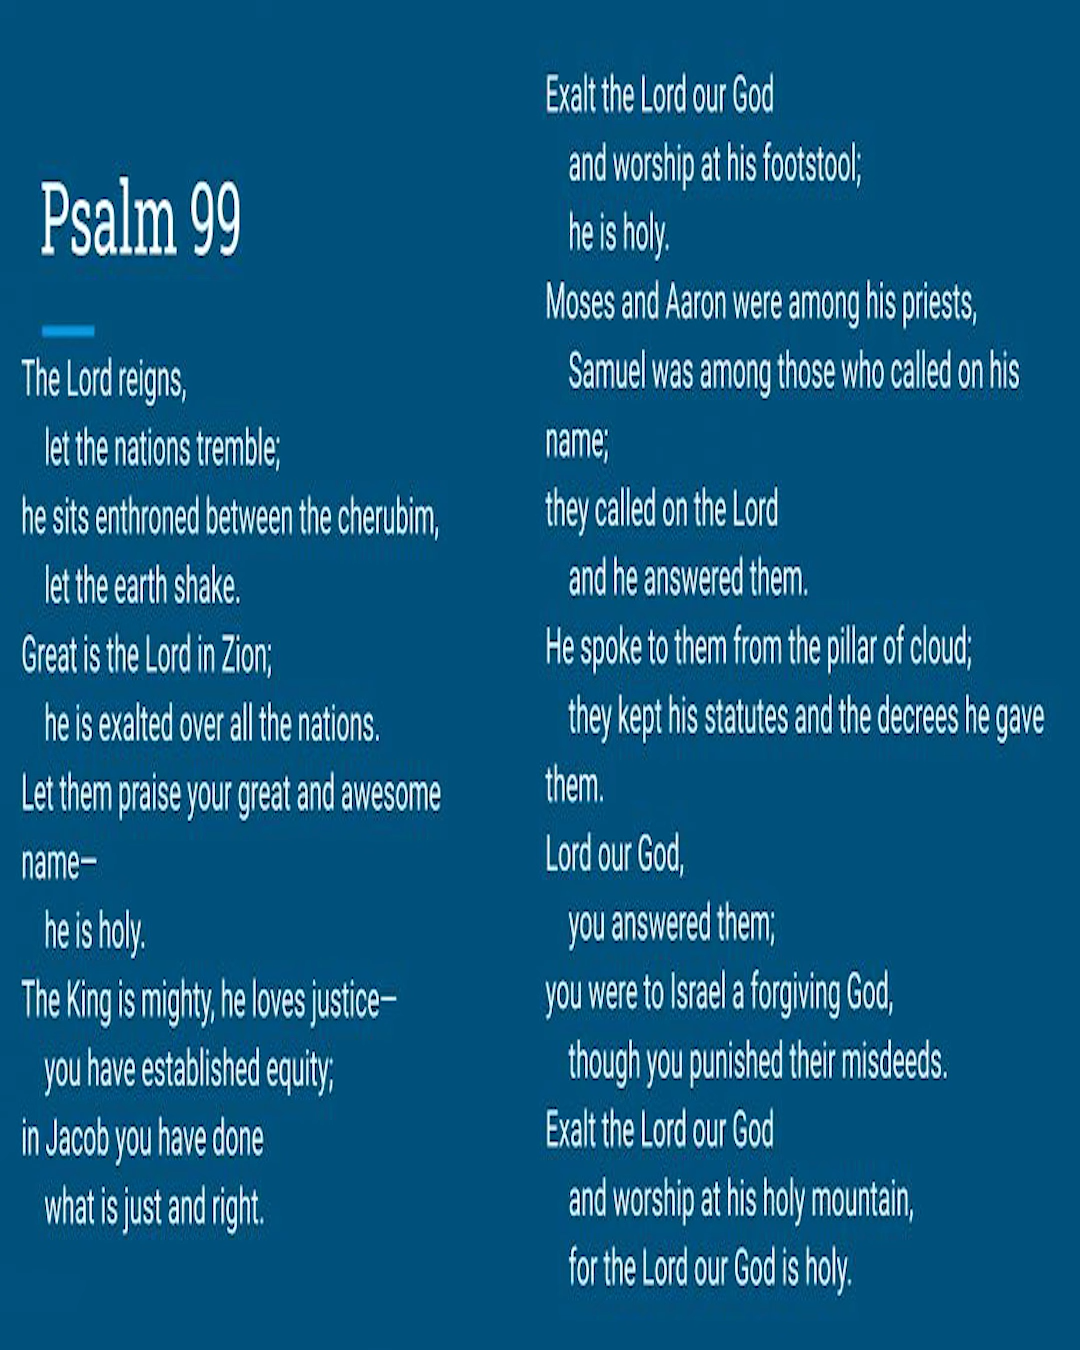 Psalm 99
The Lord reigns,
let the nations tremble;
he sits enthroned between the cherubim,
let the earth shake.
Great is the Lord in Zion;
he is exalted over all the nations.
Let them praise your great and awesome
name—
he is holy.
The King is mighty, he loves justice—
you have established equity;
in Jacob you have done
what is just and right.
Exalt the Lord our God
and worship at his footstool;
he is holy.
Moses and Aaron were among his priests,
Samuel was among those who called on his
name;
they called on the Lord
and he answered them.
He spoke to them from the pillar of cloud;
they kept his statutes and the decrees he gave
them.
Lord our God,
you answered them;
you were to Israel a forgiving God,
though you punished their misdeeds.
Exalt the Lord our God
and worship at his holy mountain,
for the Lord our God is holy.